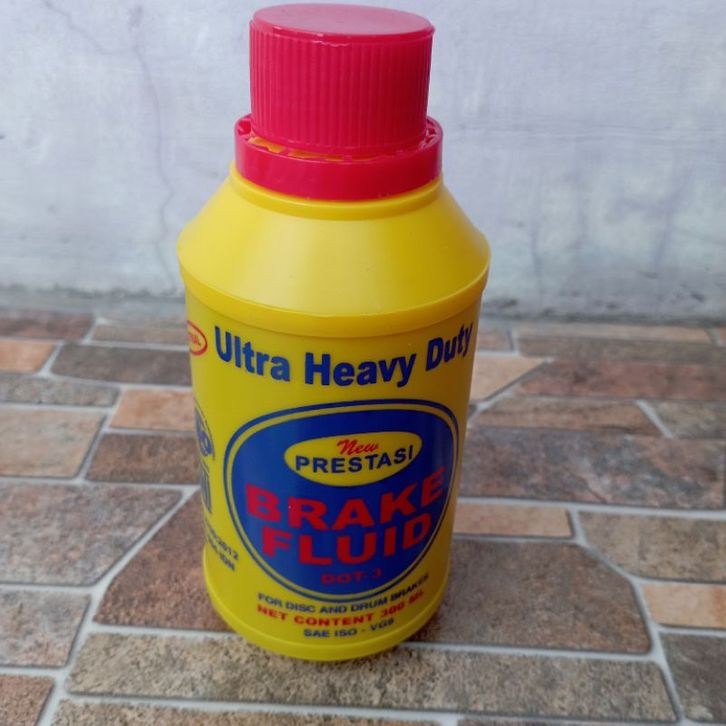 Ultra Heavy Duty
New
PRESTASI
BRAKE
FLUID
DOT-3
FOR DISC AND DRUM BRAKES
NET CONTENT 300 ML
SAE ISO - VG8